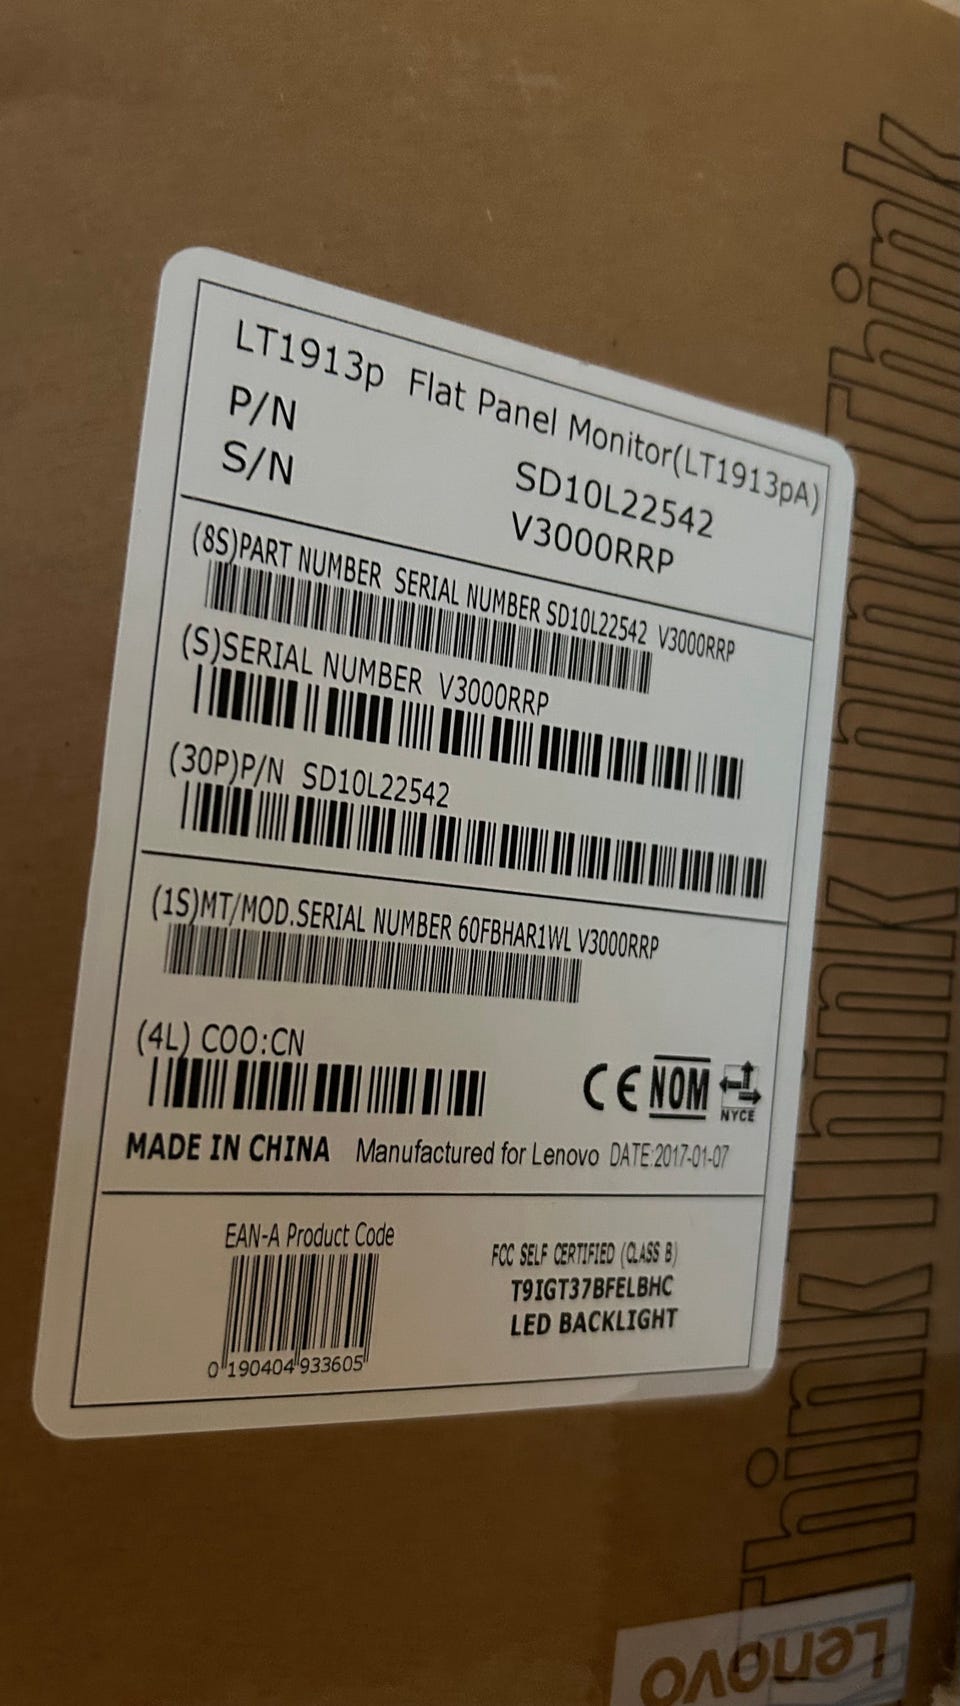 LT1913p Flat Panel Monitor(LT1913pA)
P/N SD10L22542
S/N V3000RRP
(8S)PART NUMBER SERIAL NUMBER SD10L22542 V3000RRP
(S)SERIAL NUMBER V3000RRP
(30P)P/N SD10L22542
(1S)MT/MOD.SERIAL NUMBER 60FBHAR1WL V3000RRP
(4L) COO:CN
CE NOM NYCE
MADE IN CHINA Manufactured for Lenovo DATE:2017-01-07
EAN-A Product Code
0 190404 933605
FCC SELF CERTIFIED (CLASS B)
T9IGT37BFELBHC
LED BACKLIGHT
Think Think Think Think Think
Lenovo